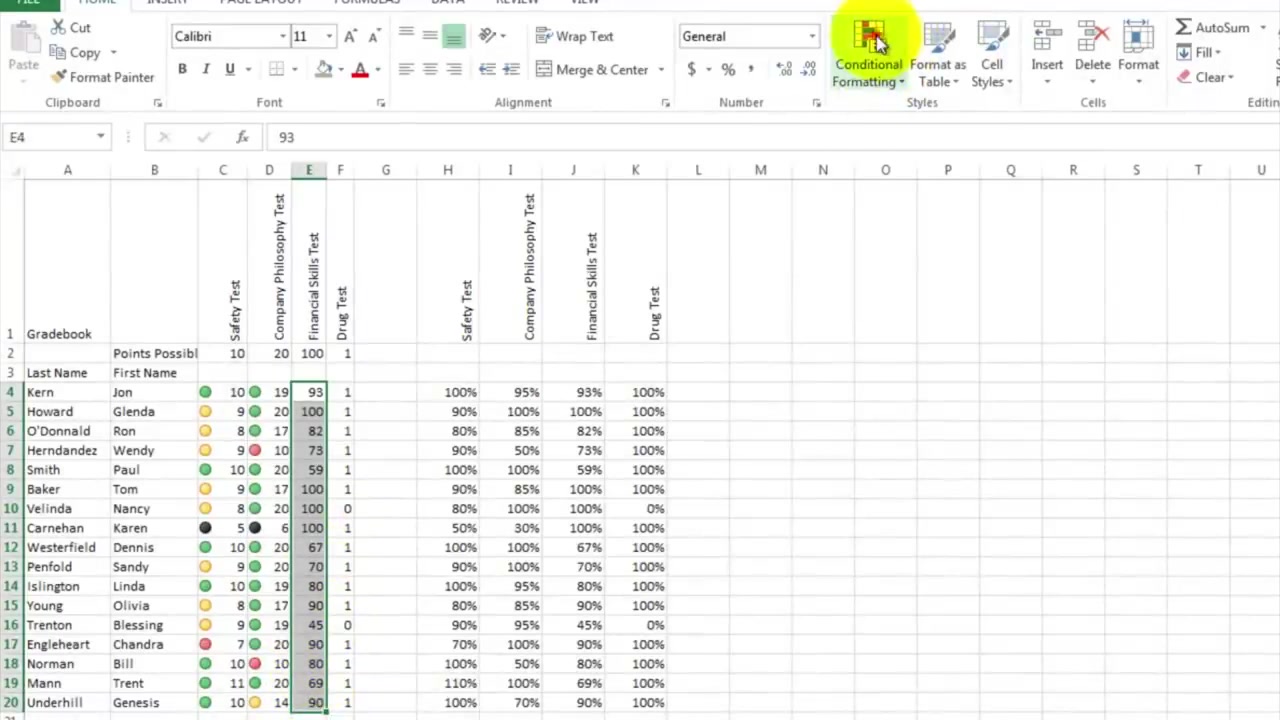 FILE HOME INSERT PAGE LAYOUT FORMULAS DATA REVIEW VIEW
Paste
Cut
Copy
Format Painter
Clipboard
Calibri 11 A A
B I U A
Font
Wrap Text
Merge & Center
Alignment
General
$ % , .00
Number
Conditional Formatting
Format as Table
Cell Styles
Styles
Insert Delete Format
Cells
AutoSum
Fill
Clear
E4 fx 93
A B C D E F G H I J K L M N O P Q R S T U
1 Gradebook Safety Test Company Philosophy Test Financial Skills Test Drug Test Safety Test Company Philosophy Test Financial Skills Test Drug Test
2 Points Possibl 10 20 100 1
3 Last Name First Name
4 Kern Jon 10 19 93 1 100% 95% 93% 100%
5 Howard Glenda 9 20 100 1 90% 100% 100% 100%
6 O'Donnald Ron 8 17 82 1 80% 85% 82% 100%
7 Herndandez Wendy 9 10 73 1 90% 50% 73% 100%
8 Smith Paul 10 20 59 1 100% 100% 59% 100%
9 Baker Tom 9 17 100 1 90% 85% 100% 100%
10 Velinda Nancy 8 20 100 0 80% 100% 100% 0%
11 Carnehan Karen 5 6 100 1 50% 30% 100% 100%
12 Westerfield Dennis 10 20 67 1 100% 100% 67% 100%
13 Penfold Sandy 9 20 70 1 90% 100% 70% 100%
14 Islington Linda 10 19 80 1 100% 95% 80% 100%
15 Young Olivia 8 17 90 1 80% 85% 90% 100%
16 Trenton Blessing 9 19 45 0 90% 95% 45% 0%
17 Engleheart Chandra 7 20 90 1 70% 100% 90% 100%
18 Norman Bill 10 10 80 1 100% 50% 80% 100%
19 Mann Trent 11 20 69 1 110% 100% 69% 100%
20 Underhill Genesis 10 14 90 1 100% 70% 90% 100%